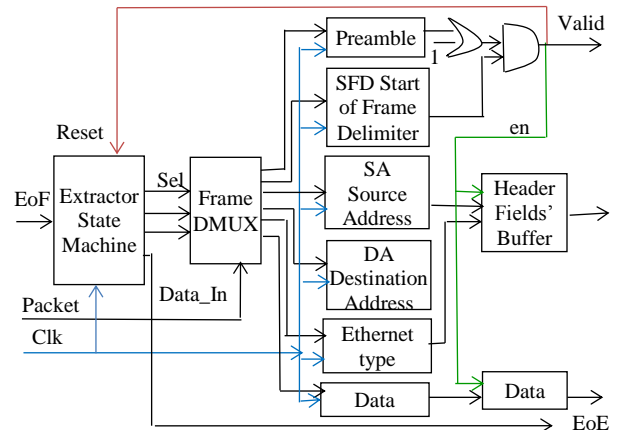 Valid
Preamble
1
SFD Start
of Frame
Delimiter
Reset
en
Sel
SA
Source
Address
Header
Fields'
Buffer
EoF
Extractor
State
Machine
Frame
DMUX
DA
Destination
Address
Packet
Data_In
Clk
Ethernet
type
Data
Data
EoE